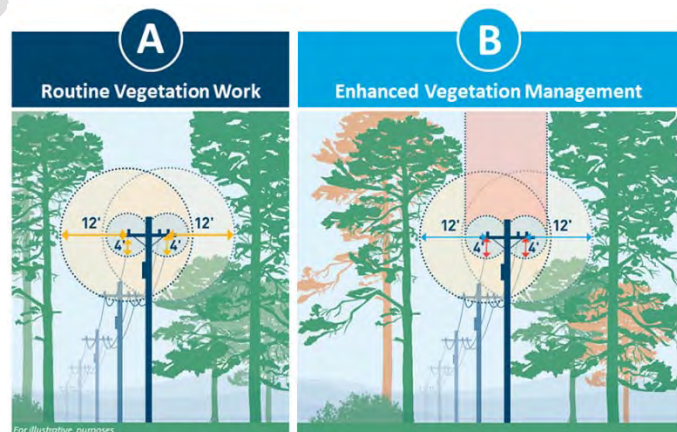 A
Routine Vegetation Work
12'
12'
4'
4'
For illustrative purposes
B
Enhanced Vegetation Management
12'
12'
4'
4'